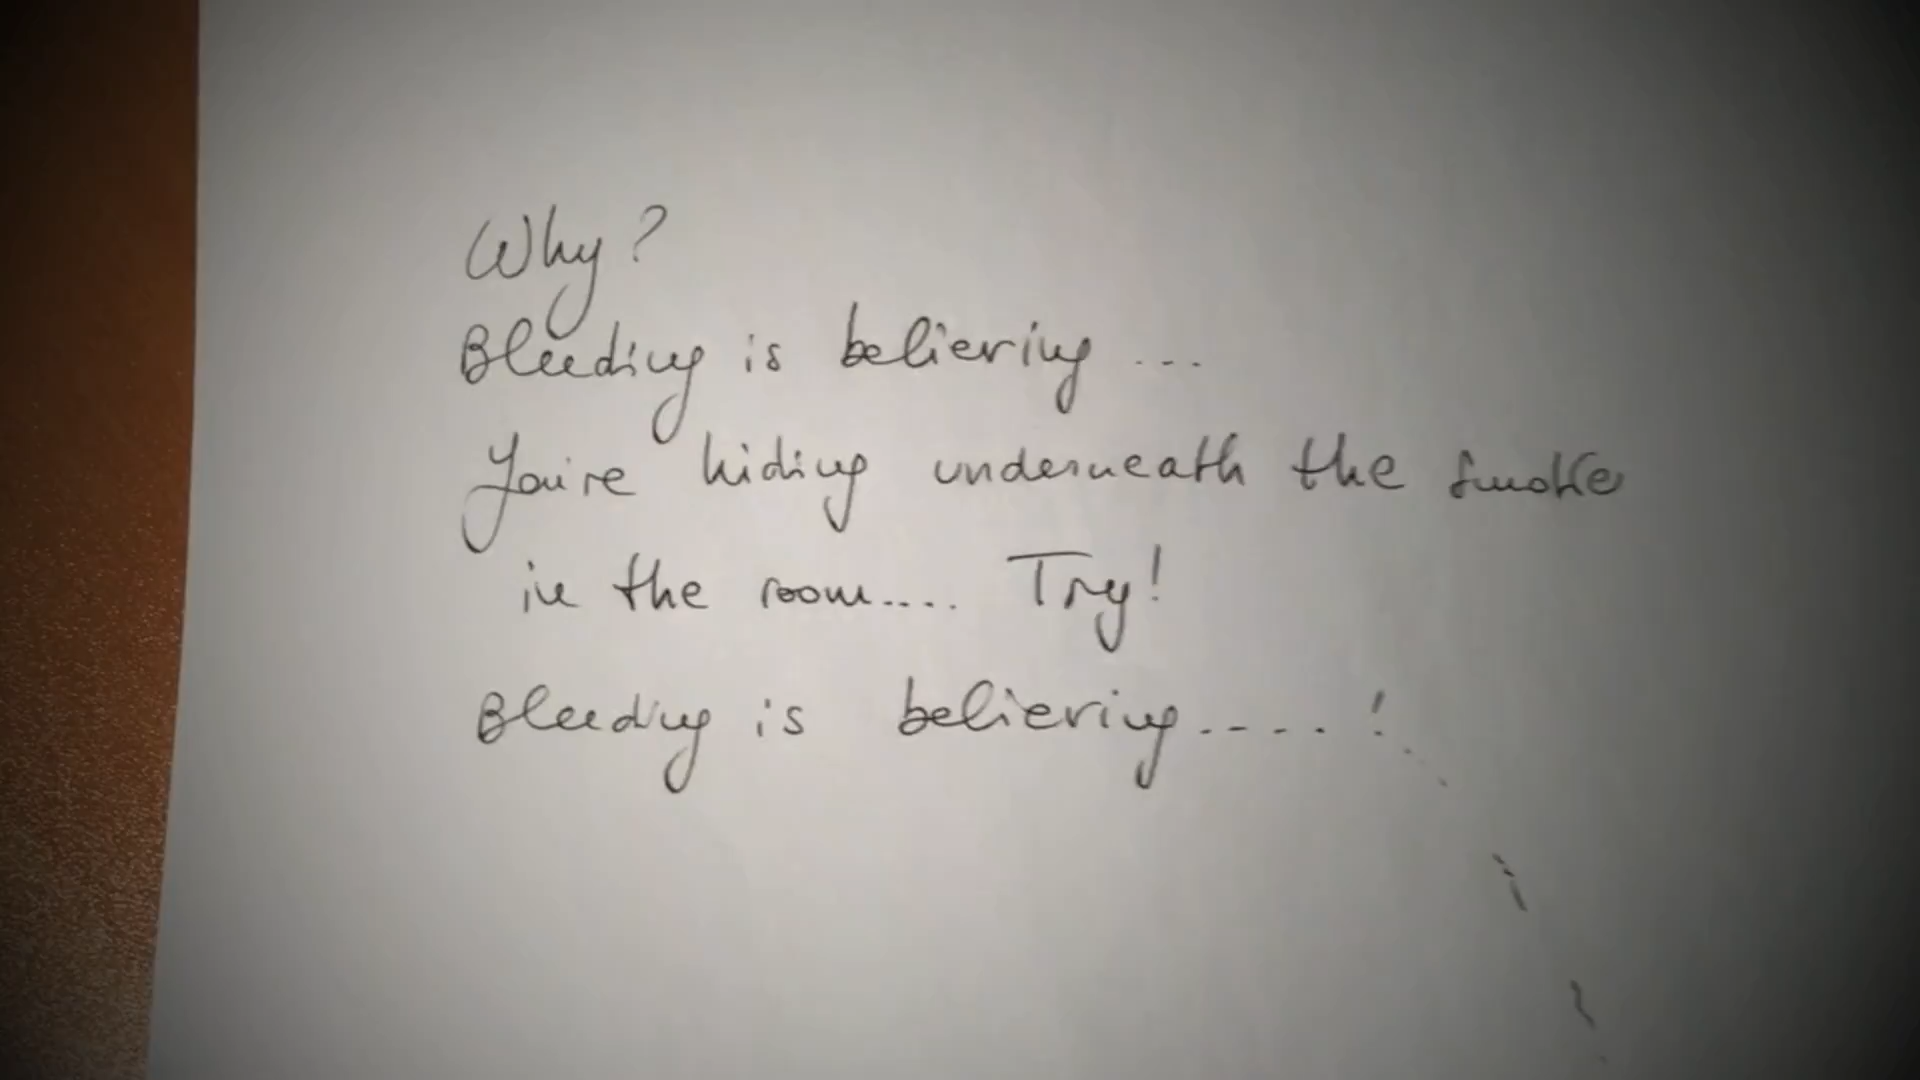 Why?
Bleeding is believing ...
You're hiding underneath the smoke
in the room.... Try!
Bleeding is believing.....!